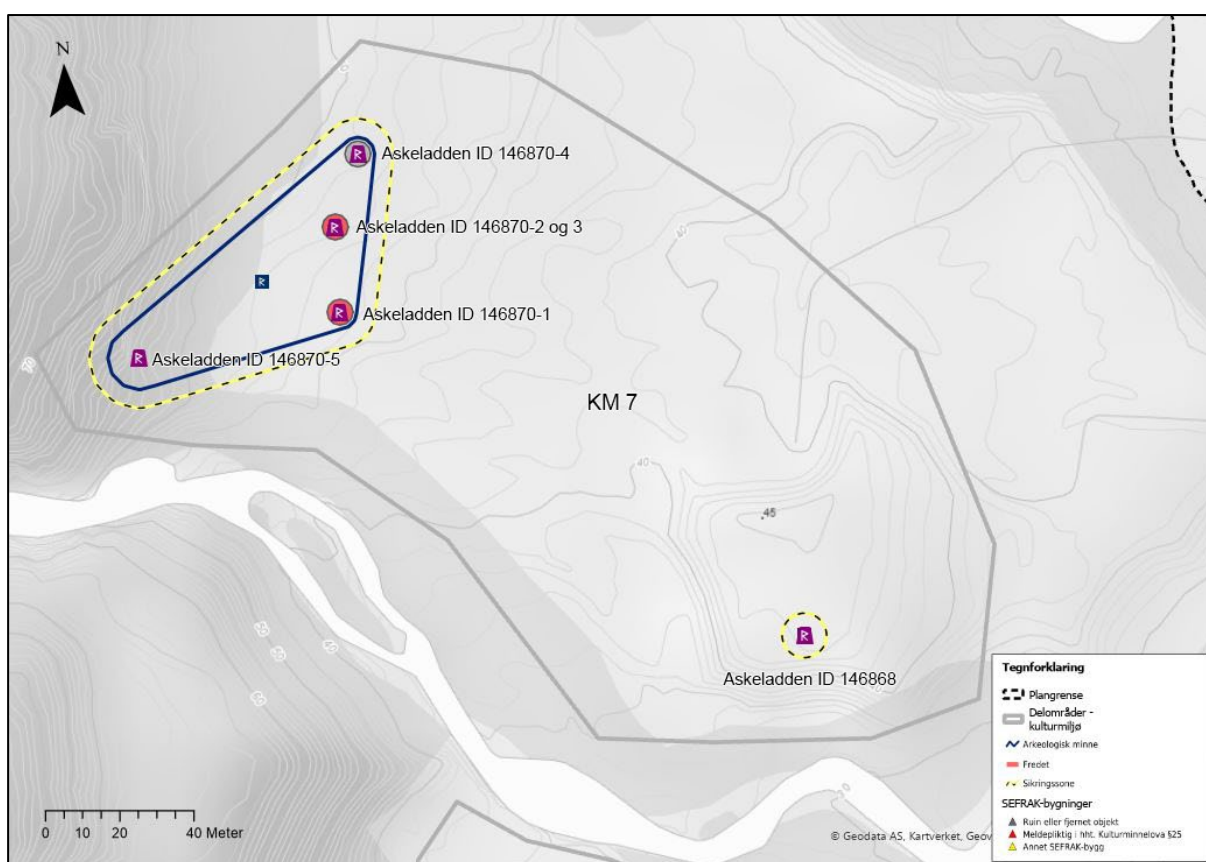 N
Askeladden ID 146870-4
Askeladden ID 146870-2 og 3
Askeladden ID 146870-1
Askeladden ID 146870-5
KM 7
40
40
.45
70
Askeladden ID 146868
0 10 20 40 Meter
© Geodata AS, Kartverket, Geov
Tegnforklaring
Plangrense
Delområder -
kulturmiljø
Arkeologisk minne
Fredet
Sikringssone
SEFRAK-bygninger
Ruin eller fjernet objekt
Meldepliktig i hht. Kulturminnelova §25
Annet SEFRAK-bygg